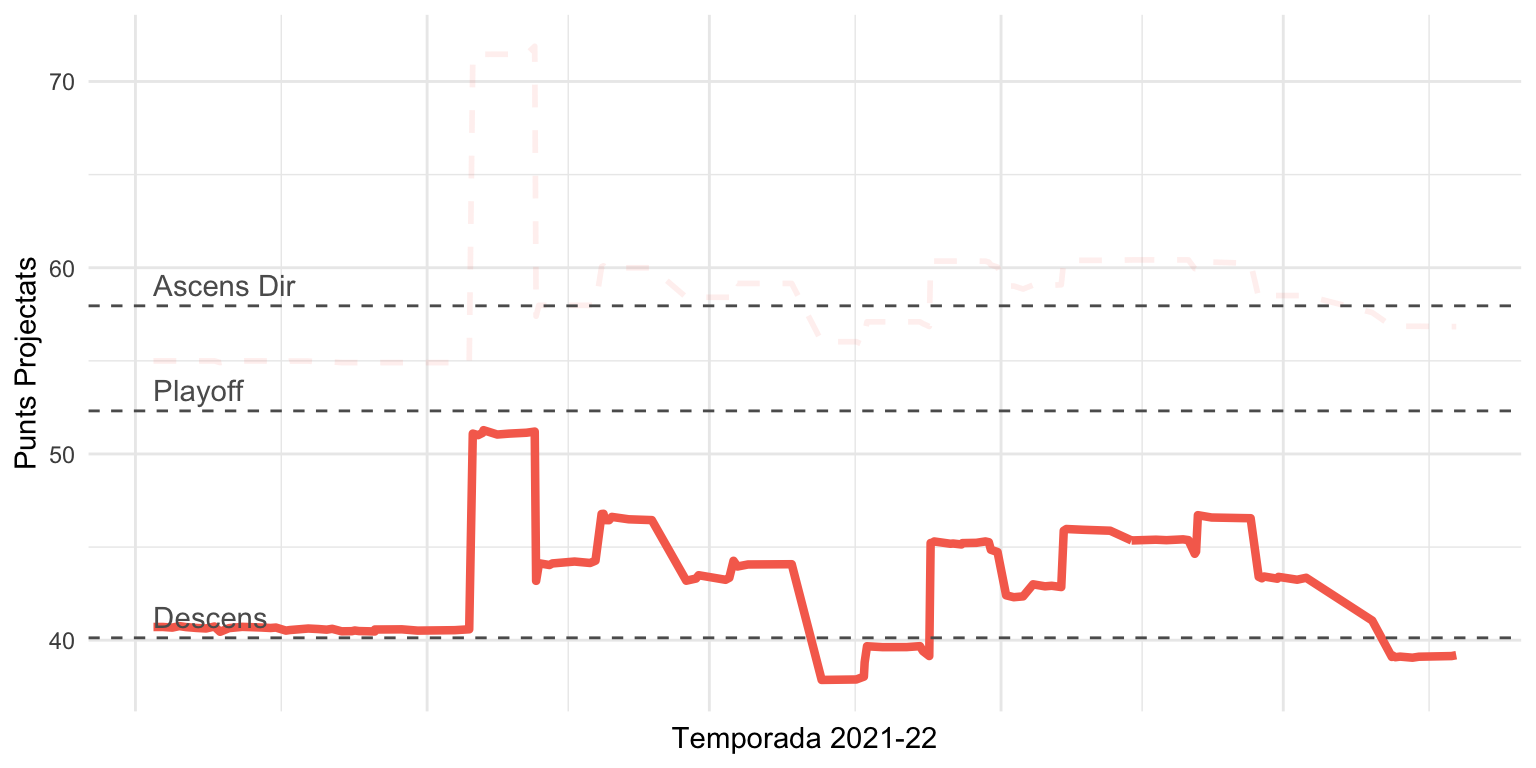 70
60
50
40
Punts Projectats
Ascens Dir
Playoff
Descens
Temporada 2021-22